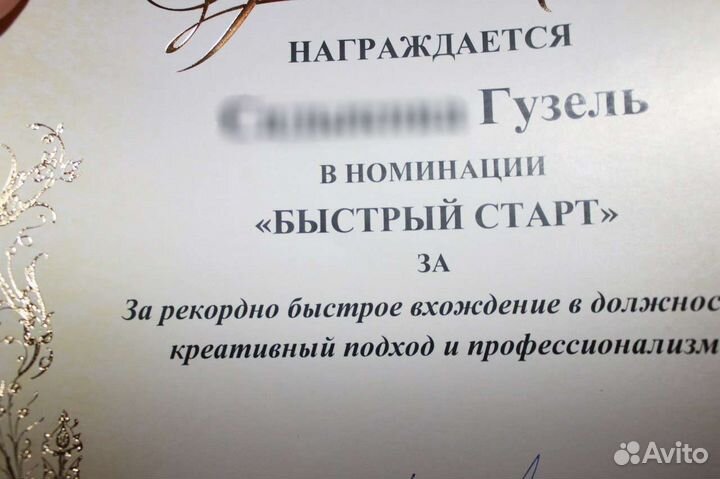 НАГРАЖДАЕТСЯ
Гузель
В НОМИНАЦИИ
«БЫСТРЫЙ СТАРТ»
ЗА
За рекордно быстрое вхождение в должнос
креативный подход и профессионализм
Avito